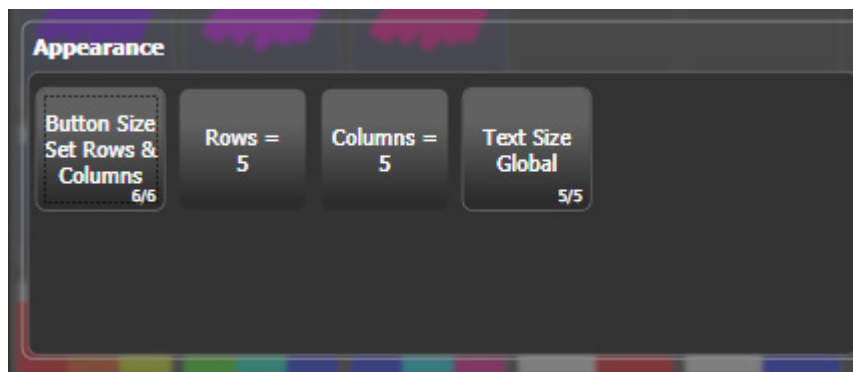 Appearance
Button Size
Set Rows &
Columns
6/6
Rows =
5
Columns =
5
Text Size
Global
5/5